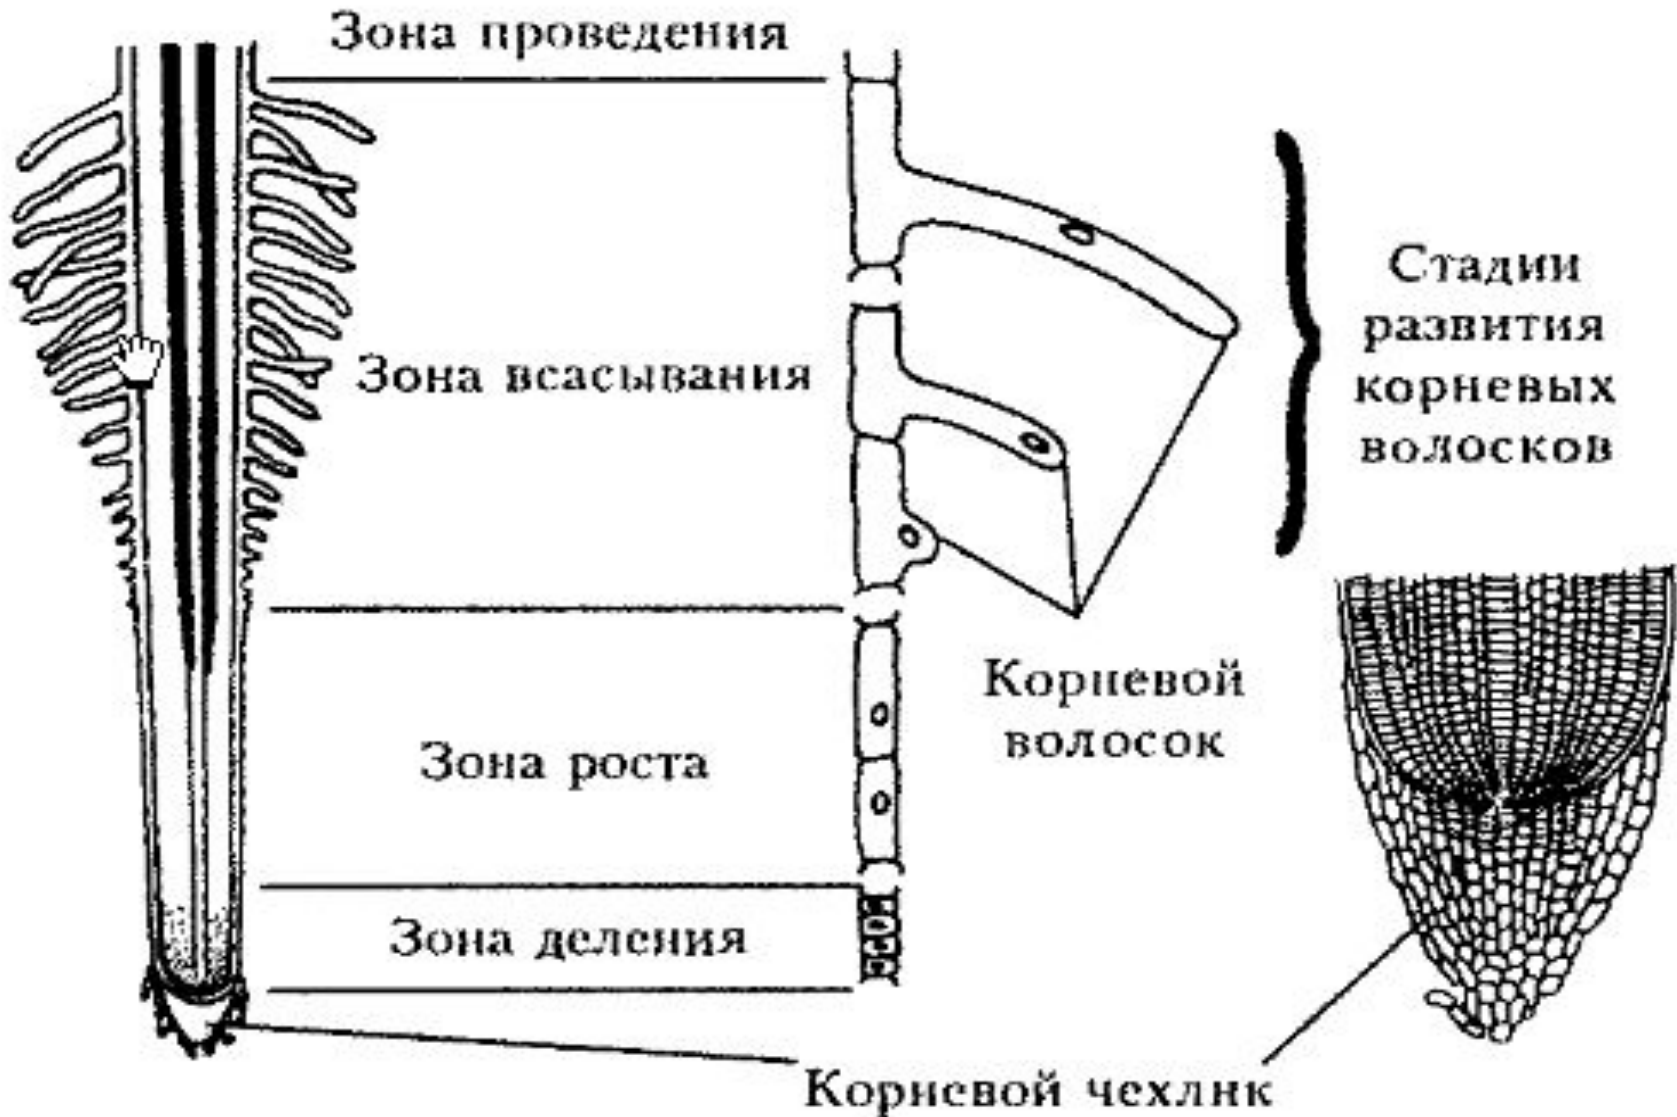 Зона проведения
Зона всасывания
Стадии
развития
корневых
волосков
Корневой
волосок
Зона роста
Зона деления
Корневой чехлик